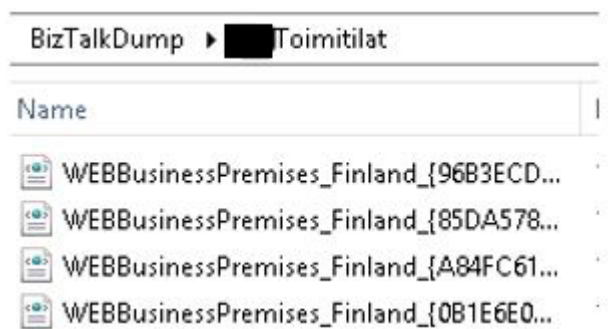 BizTalkDump ▸ Toimitilat
Name
WEBBusinessPremises_Finland_{96B3ECD...
WEBBusinessPremises_Finland_{85DA578...
WEBBusinessPremises_Finland_{A84FC61...
WEBBusinessPremises_Finland_{0B1E6E0...